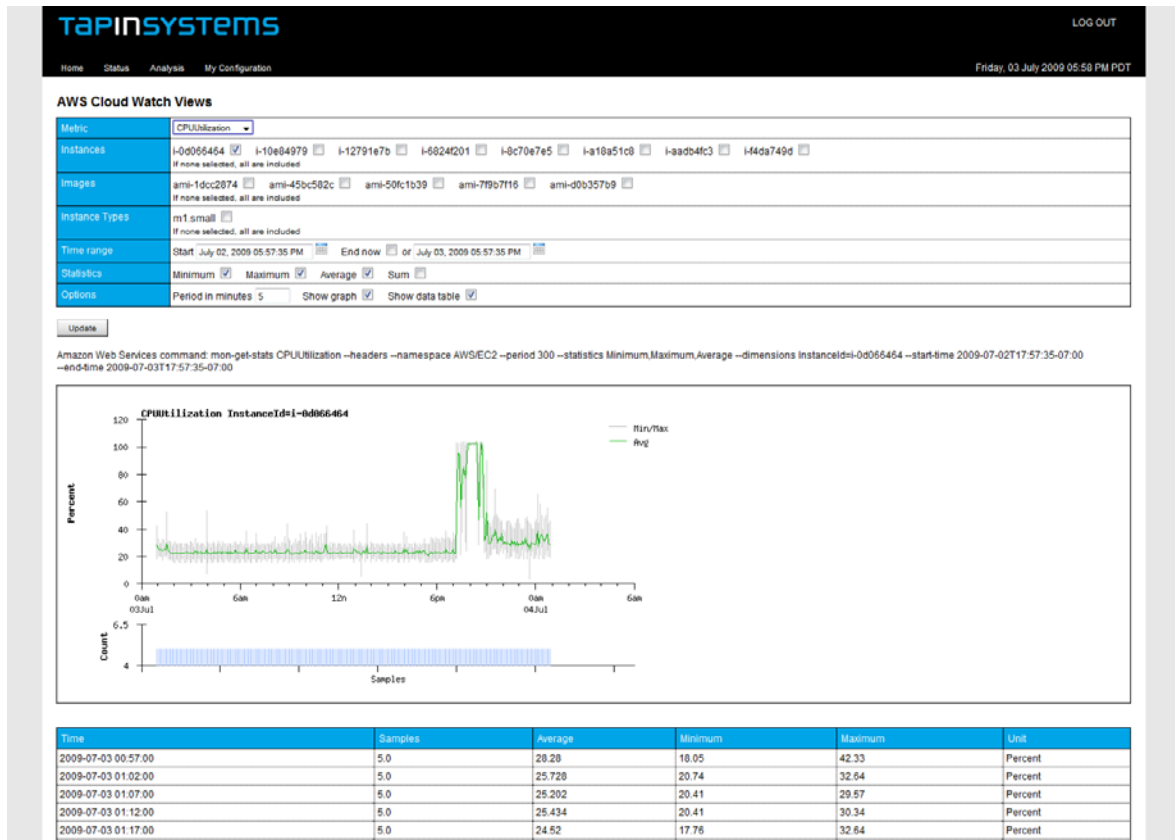 TaPINSYSTemS
LOG OUT
Home Status Analysis My Configuration
Friday, 03 July 2009 05:58 PM PDT
AWS Cloud Watch Views
Metric CPUUtilization
Instances i-0d066464 i-10e84979 i-12791e7b i-6824f201 i-8c70e7e5 i-a18a51c8 i-aadb4fc3 i-f4da749d
If none selected, all are included
Images ami-1dcc2874 ami-45bc582c ami-50fc1b39 ami-7f9b7f16 ami-d0b357b9
If none selected, all are included
Instance Types m1.small
If none selected, all are included
Time range Start July 02, 2009 05:57:35 PM End now or July 03, 2009 05:57:35 PM
Statistics Minimum Maximum Average Sum
Options Period in minutes 5 Show graph Show data table
Update
Amazon Web Services command: mon-get-stats CPUUtilization --headers --namespace AWS/EC2 --period 300 --statistics Minimum,Maximum,Average --dimensions InstanceId=i-0d066464 --start-time 2009-07-02T17:57:35-07:00
--end-time 2009-07-03T17:57:35-07:00
CPUUtilization InstanceId=i-0d066464
Min/Max
Avg
Percent
120
100
80
60
40
20
0
0am 6am 12n 6pm 0am 6am
03Jul 04Jul
Count
6.5
4
Samples
Time Samples Average Minimum Maximum Unit
2009-07-03 00:57:00 5.0 28.28 18.05 42.33 Percent
2009-07-03 01:02:00 5.0 25.728 20.74 32.64 Percent
2009-07-03 01:07:00 5.0 25.202 20.41 29.57 Percent
2009-07-03 01:12:00 5.0 25.434 20.41 30.34 Percent
2009-07-03 01:17:00 5.0 24.52 17.76 32.64 Percent